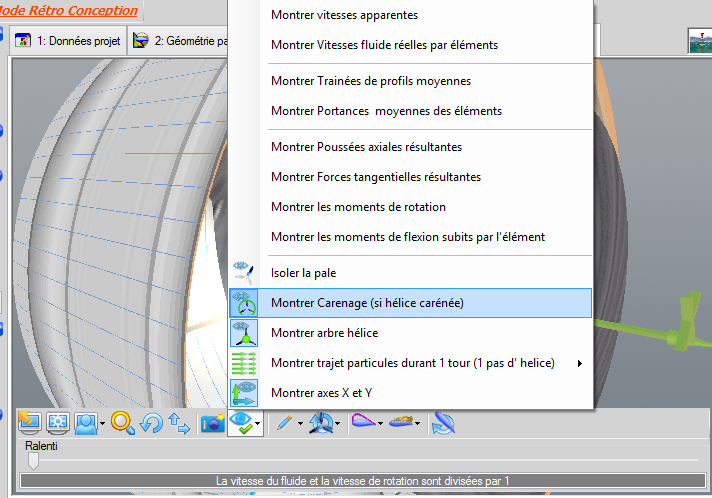 Mode Rétro Conception
1: Données projet
2: Géométrie pa
Montrer vitesses apparentes
Montrer Vitesses fluide réelles par éléments
Montrer Trainées de profils moyennes
Montrer Portances moyennes des éléments
Montrer Poussées axiales résultantes
Montrer Forces tangentielles résultantes
Montrer les moments de rotation
Montrer les moments de flexion subits par l'élément
Isoler la pale
Montrer Carenage (si hélice carénée)
Montrer arbre hélice
Montrer trajet particules durant 1 tour (1 pas d' helice)
Montrer axes X et Y
Ralenti
La vitesse du fluide et la vitesse de rotation sont divisées par 1